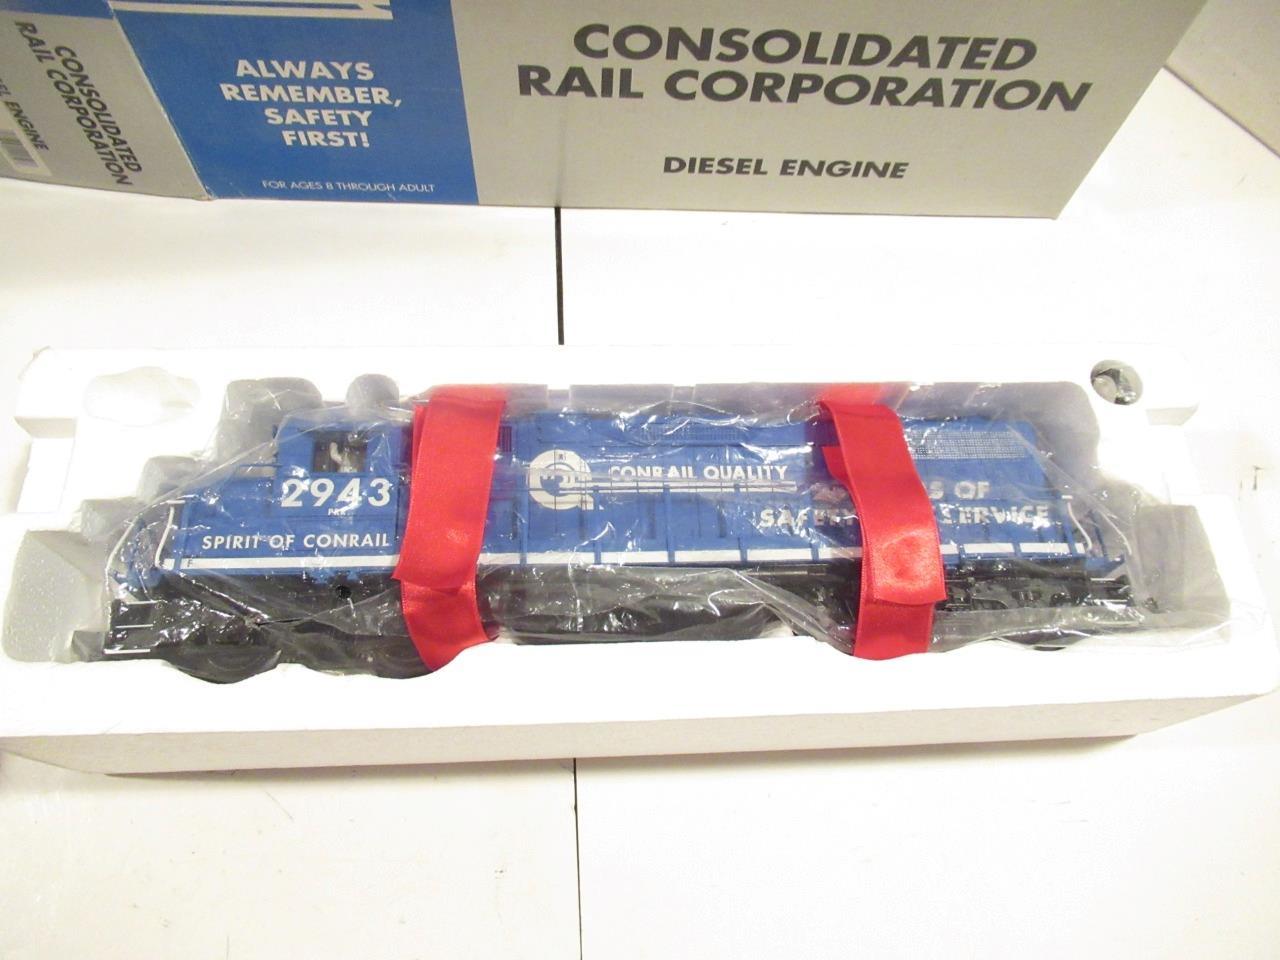 CONSOLIDATED
RAIL CORPORATION
DIESEL ENGINE
ALWAYS
REMEMBER,
SAFETY
FIRST!
FOR AGES 8 THROUGH ADULT
CONSOLIDATED
RAIL CORPORATION
DIESEL ENGINE
2943
SPIRIT OF CONRAIL
CONRAIL QUALITY
OF
SERVICE